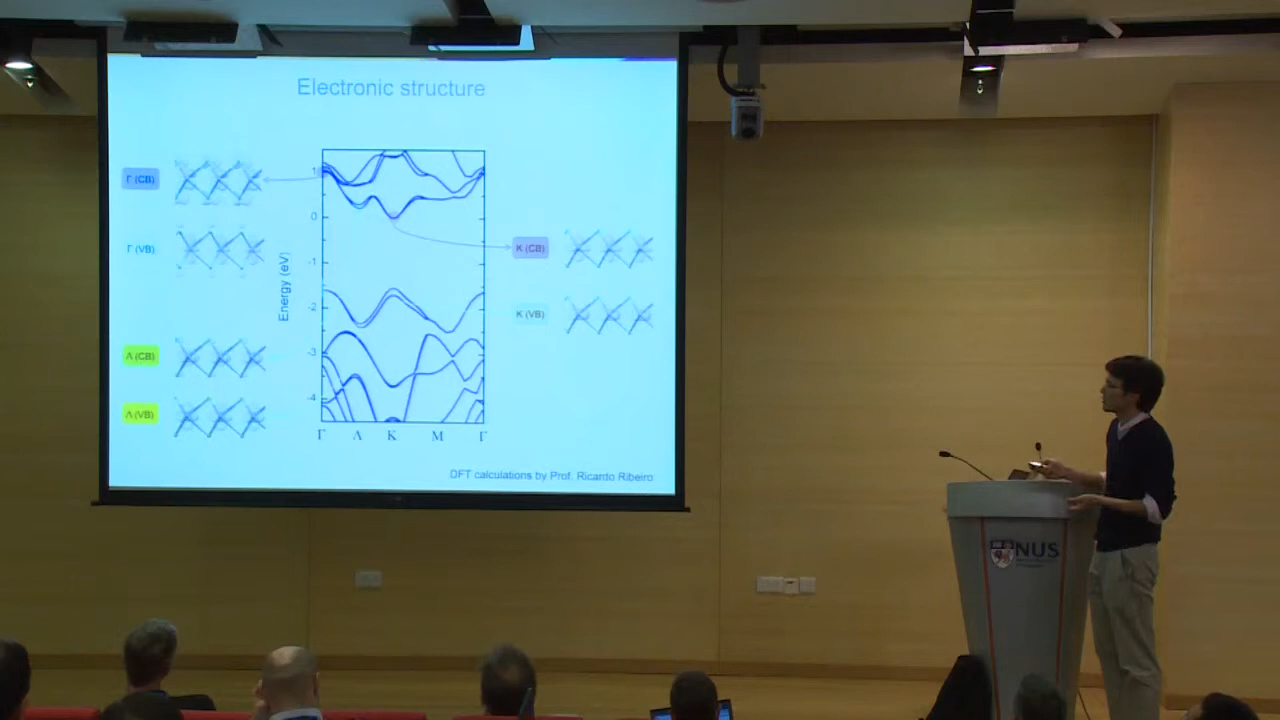 Electronic structure
Γ (CB)
Γ (VB)
Λ (CB)
Λ (VB)
Energy (eV)
1
0
-1
-2
-3
-4
Γ Λ K M Γ
K (CB)
K (VB)
DFT calculations by Prof. Ricardo Ribeiro
NUS